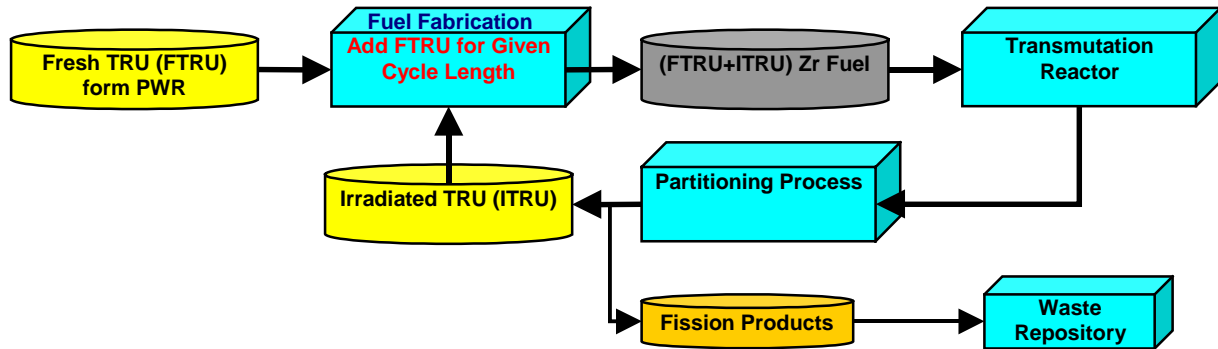 Fuel Fabrication
Add FTRU for Given
Cycle Length
Fresh TRU (FTRU)
form PWR
(FTRU+ITRU) Zr Fuel
Transmutation
Reactor
Irradiated TRU (ITRU)
Partitioning Process
Fission Products
Waste
Repository